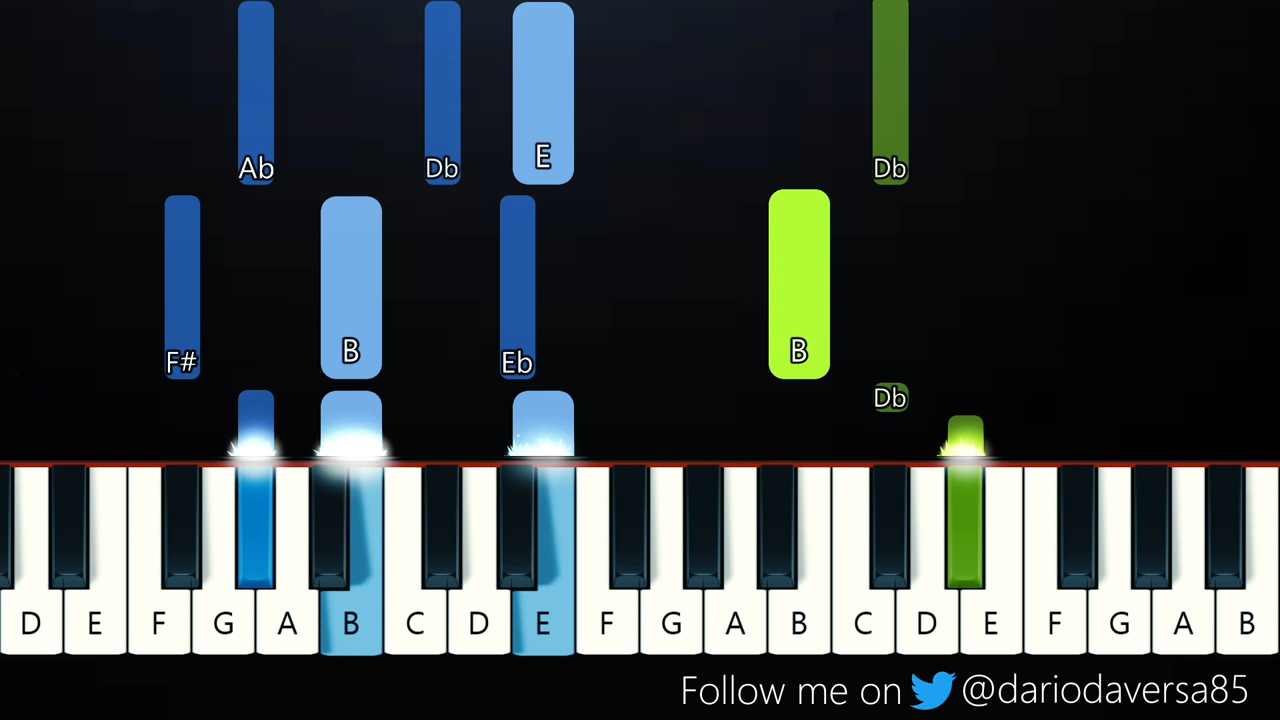 Ab Db E Db
F# B Eb B
Db
D E F G A B C D E F G A B C D E F G A B
Follow me on @dariodaversa85